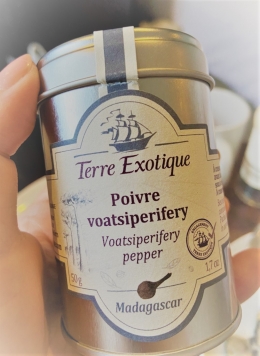 Terre Exotique
Poivre
voatsiperifery
Voatsiperifery
pepper
50 g
1,7 oz
Madagascar